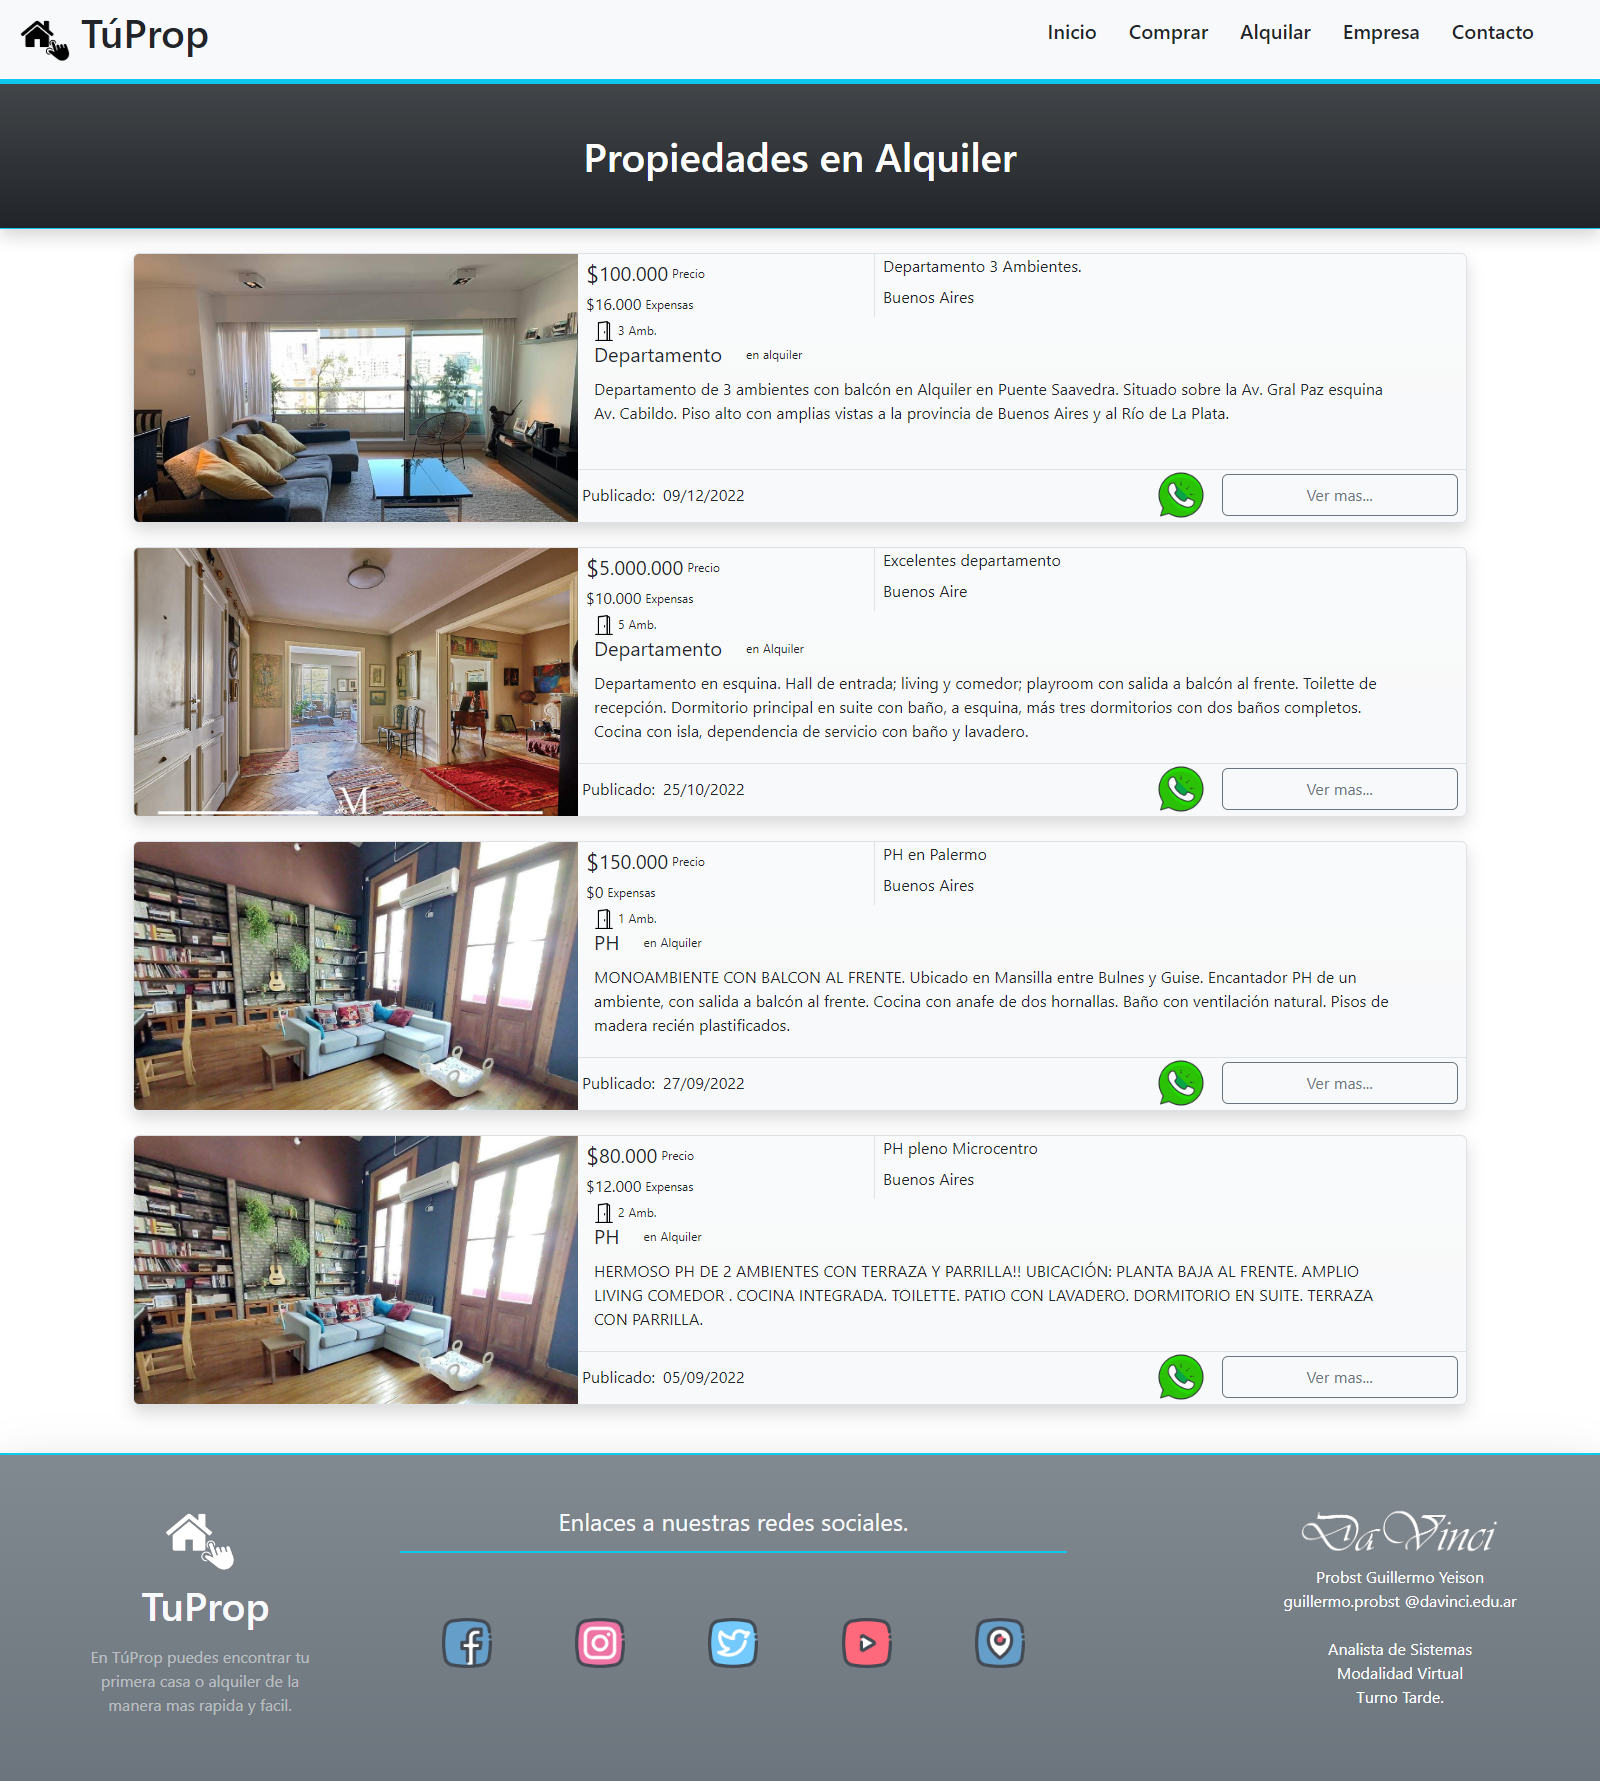 TúProp
Inicio
Comprar
Alquilar
Empresa
Contacto
Propiedades en Alquiler
$100.000 Precio
$16.000 Expensas
3 Amb.
Departamento en alquiler
Departamento 3 Ambientes.
Buenos Aires
Departamento de 3 ambientes con balcón en Alquiler en Puente Saavedra. Situado sobre la Av. Gral Paz esquina
Av. Cabildo. Piso alto con amplias vistas a la provincia de Buenos Aires y al Río de La Plata.
Publicado: 09/12/2022
Ver mas...
$5.000.000 Precio
$10.000 Expensas
5 Amb.
Departamento en Alquiler
Excelentes departamento
Buenos Aire
Departamento en esquina. Hall de entrada; living y comedor; playroom con salida a balcón al frente. Toilette de
recepción. Dormitorio principal en suite con baño, a esquina, más tres dormitorios con dos baños completos.
Cocina con isla, dependencia de servicio con baño y lavadero.
M
Publicado: 25/10/2022
Ver mas...
$150.000 Precio
$0 Expensas
1 Amb.
PH en Alquiler
PH en Palermo
Buenos Aires
MONOAMBIENTE CON BALCON AL FRENTE. Ubicado en Mansilla entre Bulnes y Guise. Encantador PH de un
ambiente, con salida a balcón al frente. Cocina con anafe de dos hornallas. Baño con ventilación natural. Pisos de
madera recién plastificados.
Publicado: 27/09/2022
Ver mas...
$80.000 Precio
$12.000 Expensas
2 Amb.
PH en Alquiler
PH pleno Microcentro
Buenos Aires
HERMOSO PH DE 2 AMBIENTES CON TERRAZA Y PARRILLA!! UBICACIÓN: PLANTA BAJA AL FRENTE. AMPLIO
LIVING COMEDOR . COCINA INTEGRADA. TOILETTE. PATIO CON LAVADERO. DORMITORIO EN SUITE. TERRAZA
CON PARRILLA.
Publicado: 05/09/2022
Ver mas...
TuProp
En TúProp puedes encontrar tu
primera casa o alquiler de la
manera mas rapida y facil.
Enlaces a nuestras redes sociales.
DaVinci
Probst Guillermo Yeison
guillermo.probst @davinci.edu.ar
Analista de Sistemas
Modalidad Virtual
Turno Tarde.